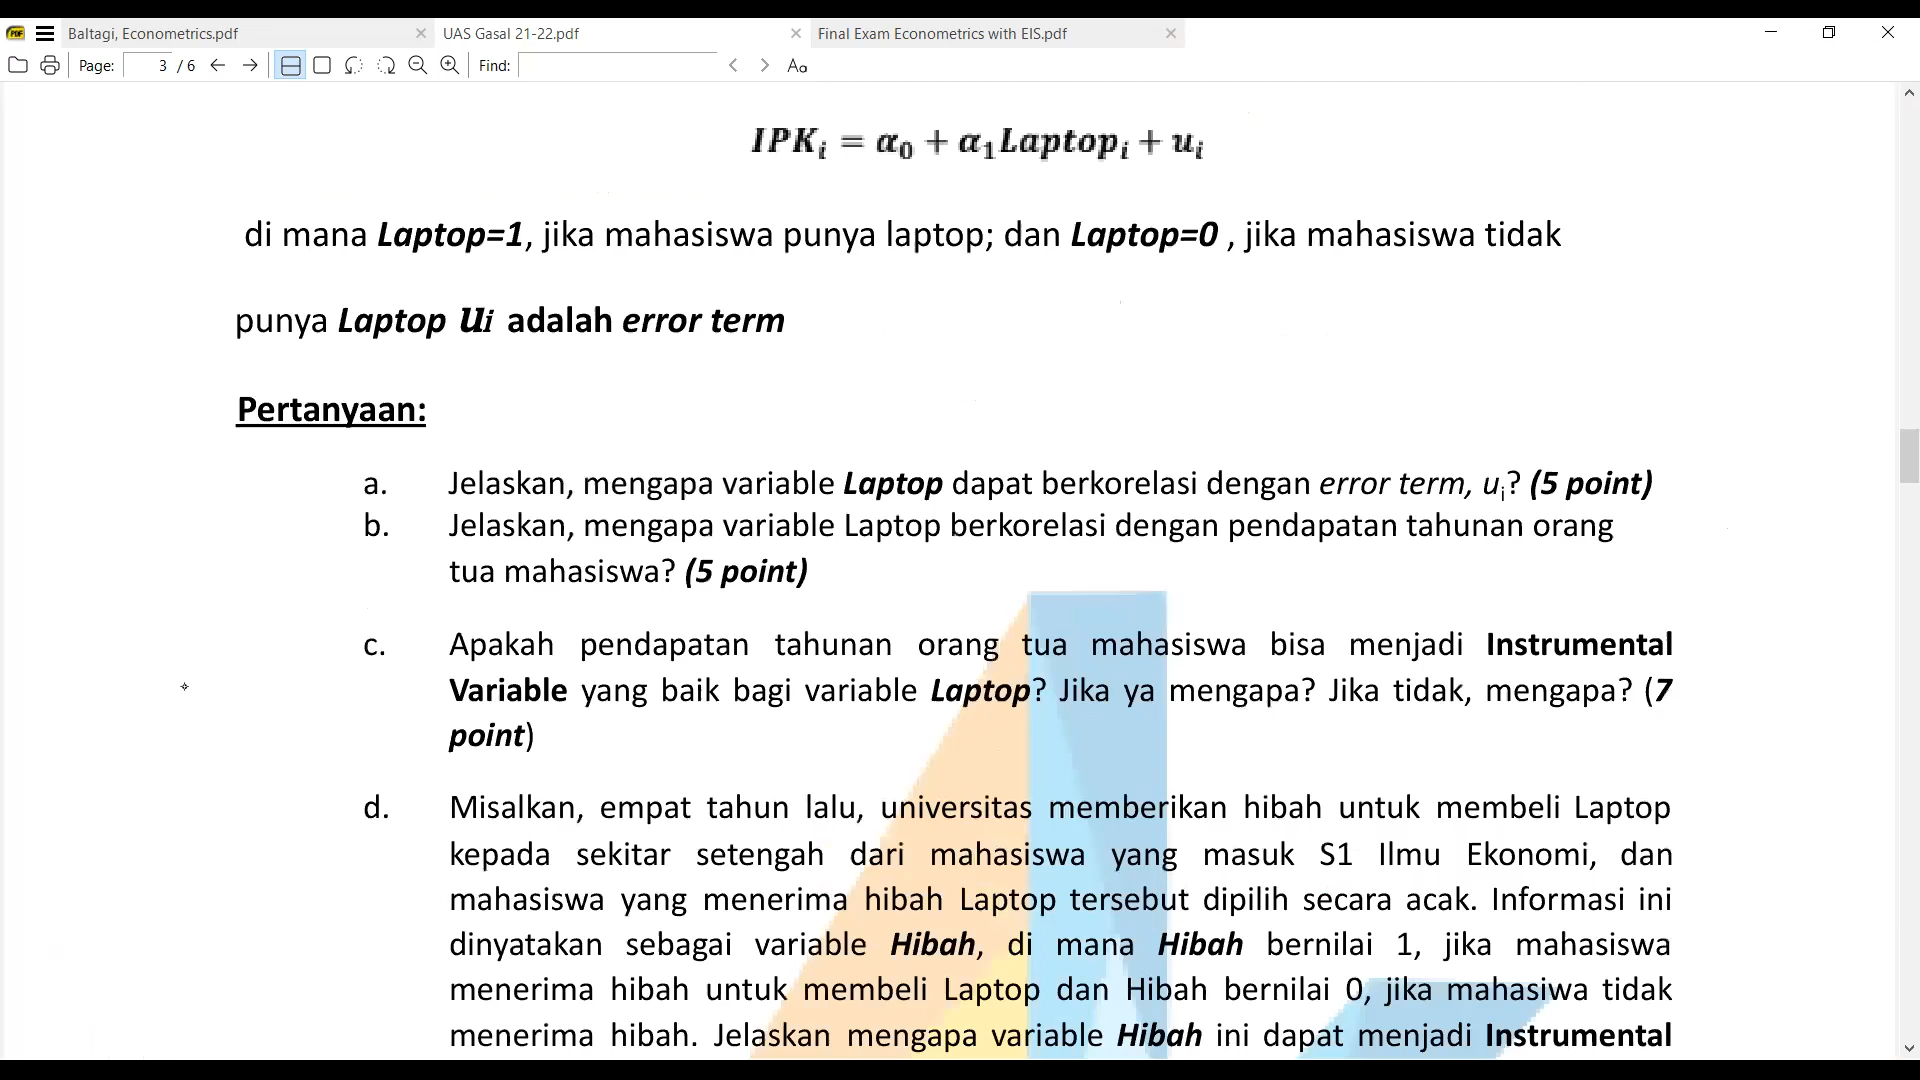 Baltagi, Econometrics.pdf
UAS Gasal 21-22.pdf
Final Exam Econometrics with EIS.pdf
Page: 3 / 6 Find: Aa
IPKᵢ = α₀ + α₁Laptopᵢ + uᵢ
di mana Laptop=1, jika mahasiswa punya laptop; dan Laptop=0 , jika mahasiswa tidak
punya Laptop ui adalah error term
Pertanyaan:
a. Jelaskan, mengapa variable Laptop dapat berkorelasi dengan error term, uᵢ? (5 point)
b. Jelaskan, mengapa variable Laptop berkorelasi dengan pendapatan tahunan orang
tua mahasiswa? (5 point)
c. Apakah pendapatan tahunan orang tua mahasiswa bisa menjadi Instrumental
Variable yang baik bagi variable Laptop? Jika ya mengapa? Jika tidak, mengapa? (7
point)
d. Misalkan, empat tahun lalu, universitas memberikan hibah untuk membeli Laptop
kepada sekitar setengah dari mahasiswa yang masuk S1 Ilmu Ekonomi, dan
mahasiswa yang menerima hibah Laptop tersebut dipilih secara acak. Informasi ini
dinyatakan sebagai variable Hibah, di mana Hibah bernilai 1, jika mahasiswa
menerima hibah untuk membeli Laptop dan Hibah bernilai 0, jika mahasiwa tidak
menerima hibah. Jelaskan mengapa variable Hibah ini dapat menjadi Instrumental